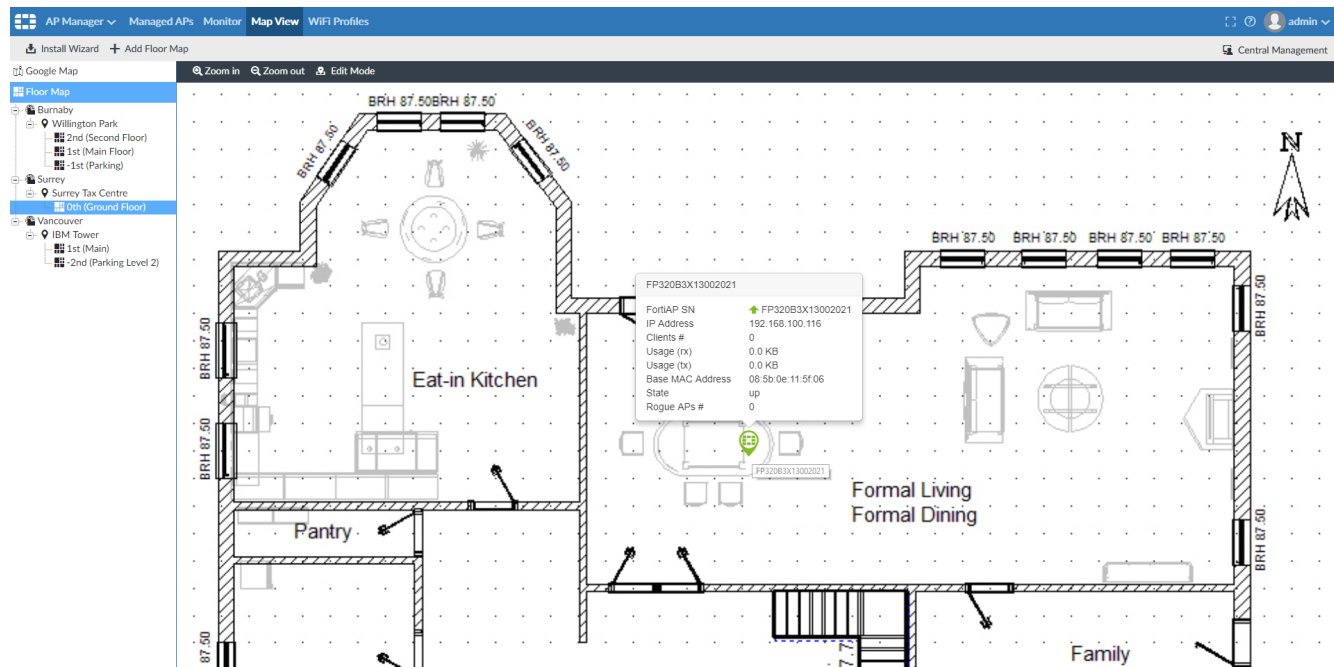 AP Manager Managed APs Monitor Map View WiFi Profiles admin
Install Wizard Add Floor Map Central Management
Google Map
Zoom in Zoom out Edit Mode
Floor Map
Burnaby
Willington Park
2nd (Second Floor)
1st (Main Floor)
-1st (Parking)
Surrey
Surrey Tax Centre
0th (Ground Floor)
Vancouver
IBM Tower
1st (Main)
-2nd (Parking Level 2)
BRH 87.50BRH 87.50
BRH 87.50
BRH 87.50
N
BRH 87.50 BRH 87.50 BRH 87.50 BRH 87.50
BRH 87.50
BRH 87.50
FP320B3X13002021
FortiAP SN FP320B3X13002021
IP Address 192.168.100.116
Clients # 0
Usage (rx) 0.0 KB
Usage (tx) 0.0 KB
Base MAC Address 08:5b:0e:11:5f:06
State up
Rogue APs # 0
Eat-in Kitchen
BRH 87.50
FP320B3X13002021
Formal Living
Formal Dining
Pantry
BRH 87.50
87.50
Family